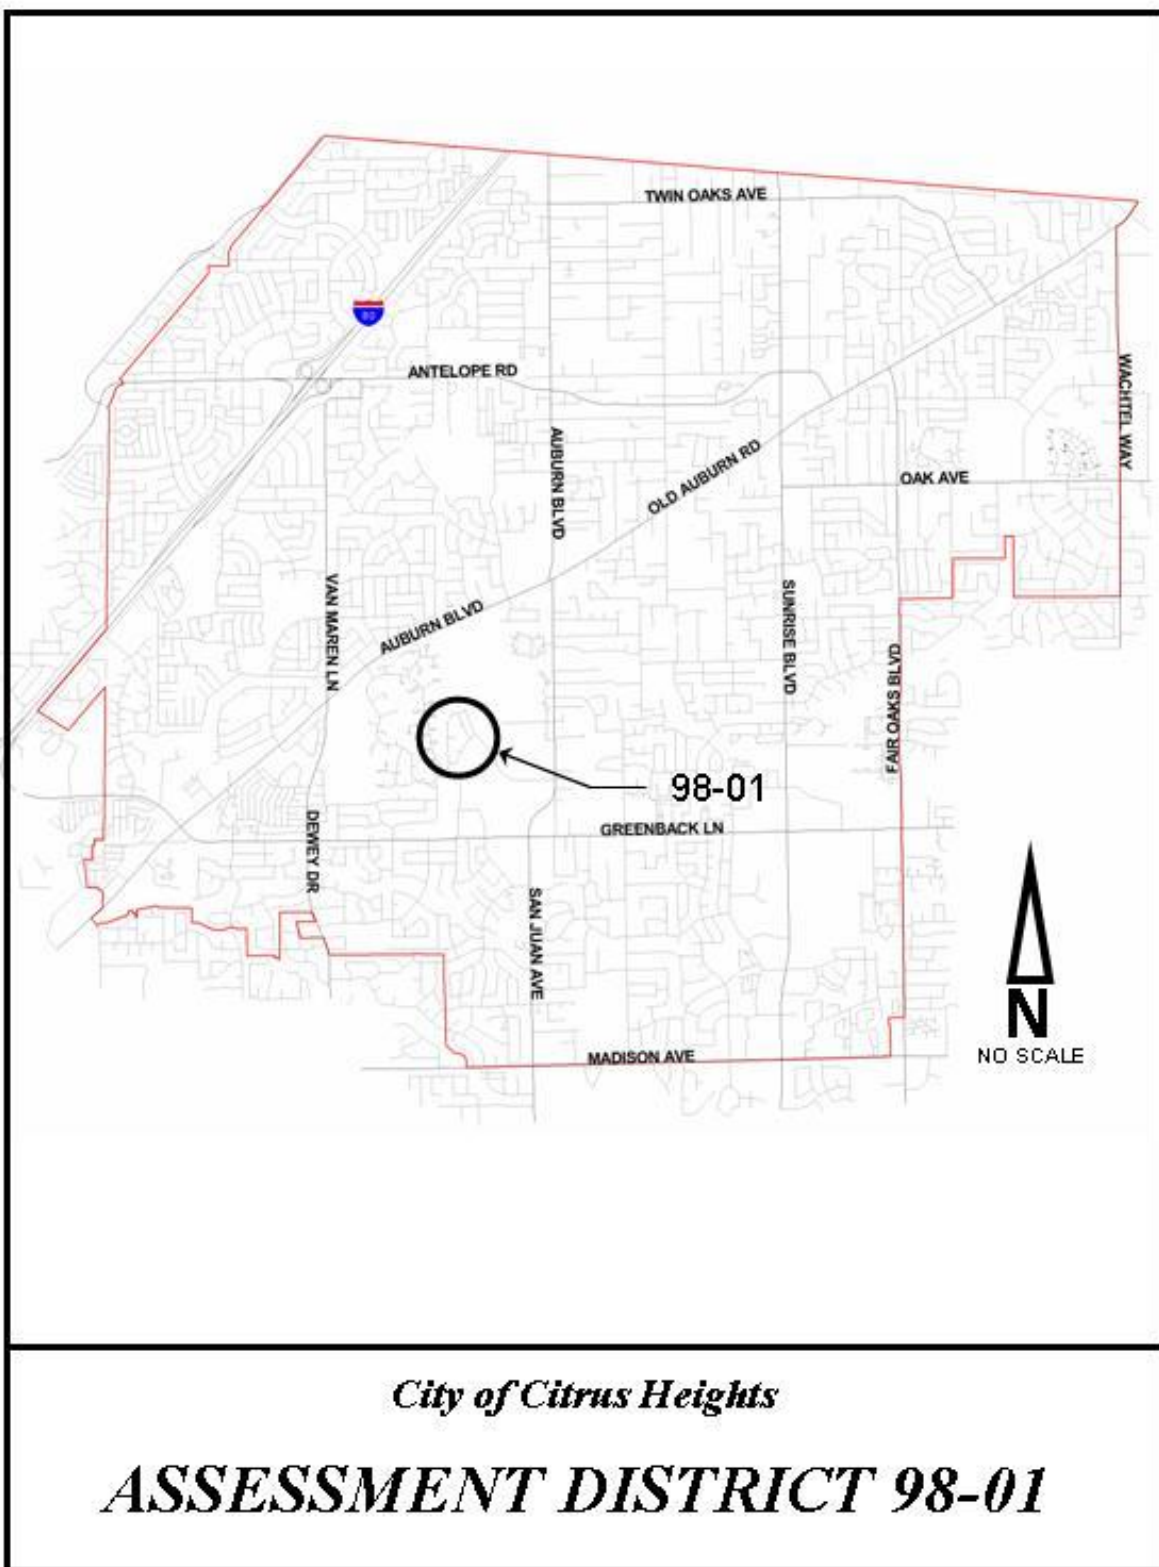 TWIN OAKS AVE
80
ANTELOPE RD
WACHTEL WAY
AUBURN BLVD
OLD AUBURN RD
OAK AVE
VAN MAREN LN
AUBURN BLVD
SUNRISE BLVD
FAIR OAKS BLVD
98-01
GREENBACK LN
DEWEY DR
SAN JUAN AVE
N
NO SCALE
MADISON AVE
City of Citrus Heights
ASSESSMENT DISTRICT 98-01